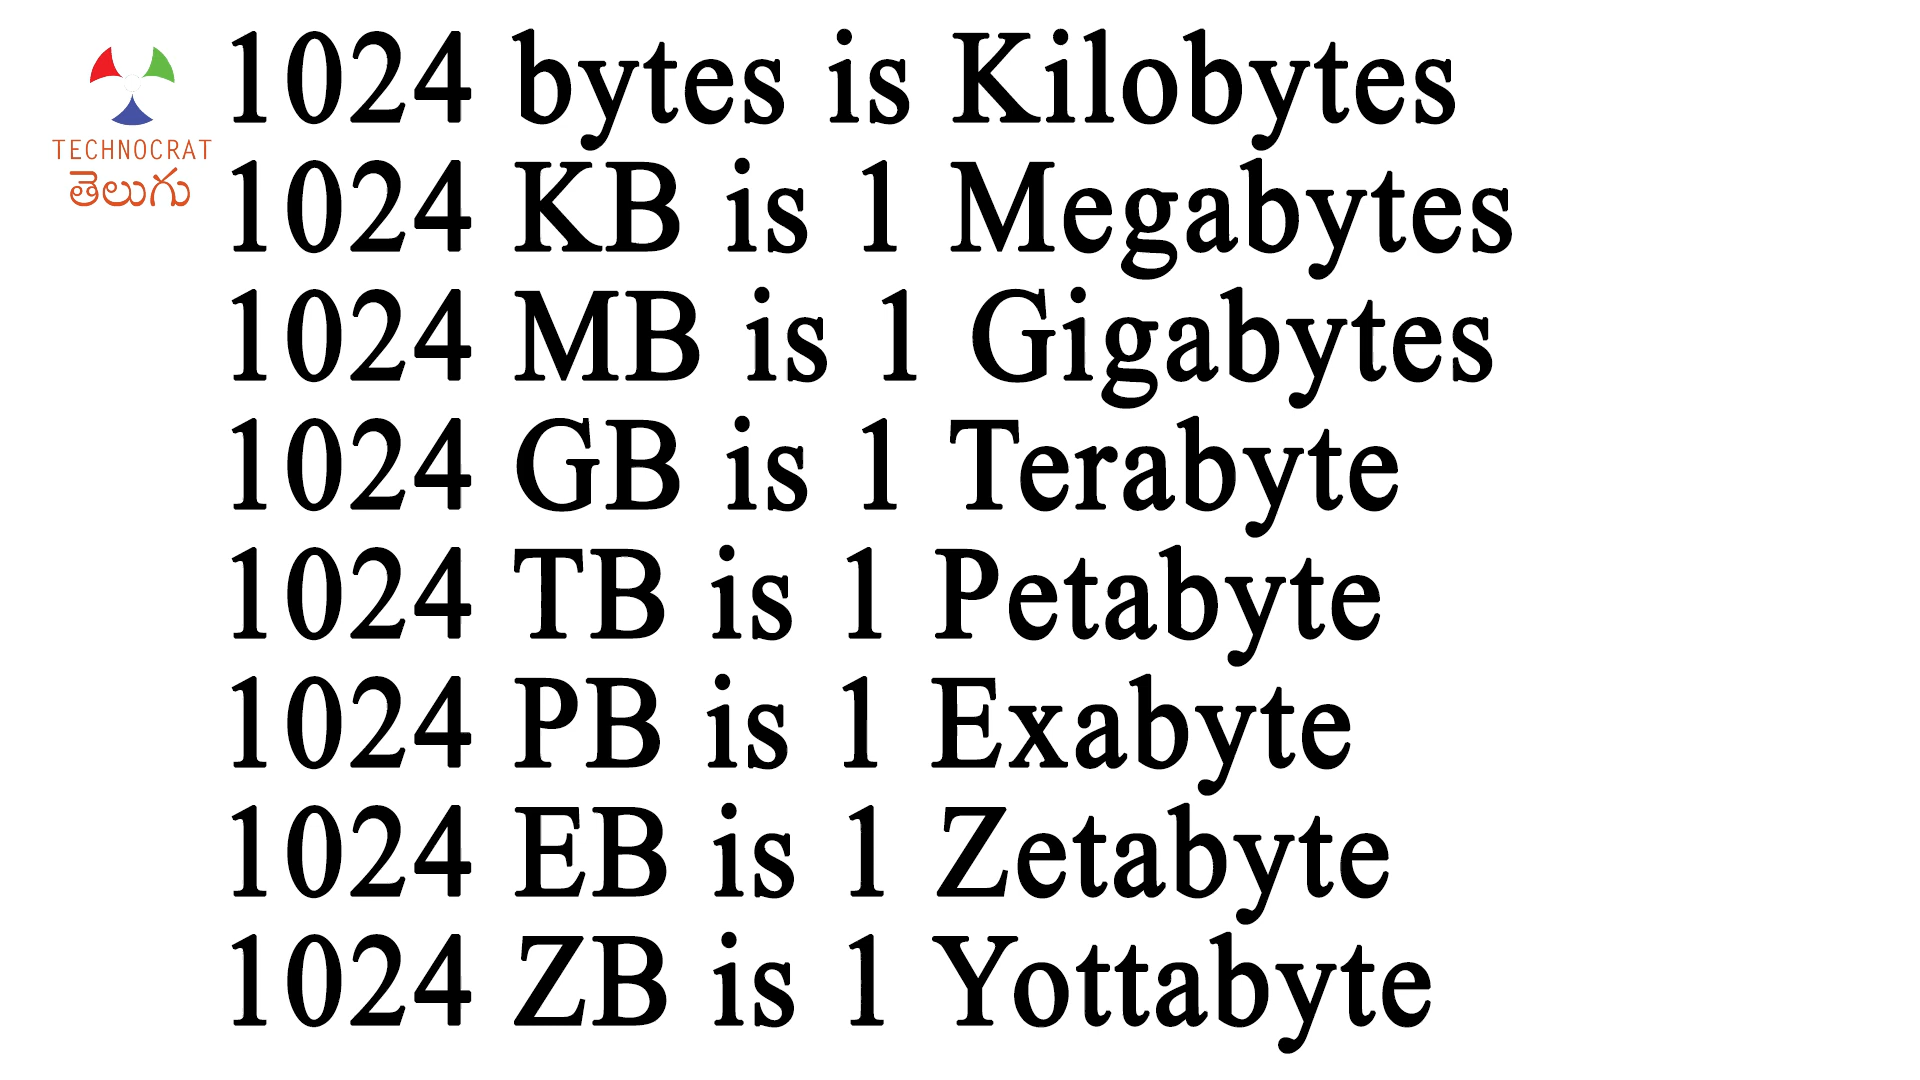 TECHNOCRAT
తెలుగు
1024 bytes is Kilobytes
1024 KB is 1 Megabytes
1024 MB is 1 Gigabytes
1024 GB is 1 Terabyte
1024 TB is 1 Petabyte
1024 PB is 1 Exabyte
1024 EB is 1 Zetabyte
1024 ZB is 1 Yottabyte